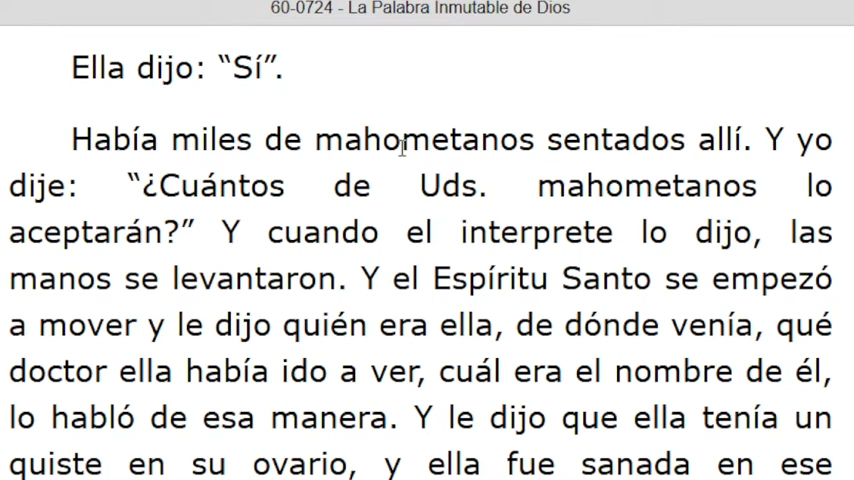 60-0724 - La Palabra Inmutable de Dios
Ella dijo: “Sí”.
Había miles de mahometanos sentados allí. Y yo
dije: “¿Cuántos de Uds. mahometanos lo
aceptarán?” Y cuando el interprete lo dijo, las
manos se levantaron. Y el Espíritu Santo se empezó
a mover y le dijo quién era ella, de dónde venía, qué
doctor ella había ido a ver, cuál era el nombre de él,
lo habló de esa manera. Y le dijo que ella tenía un
quiste en su ovario, y ella fue sanada en ese